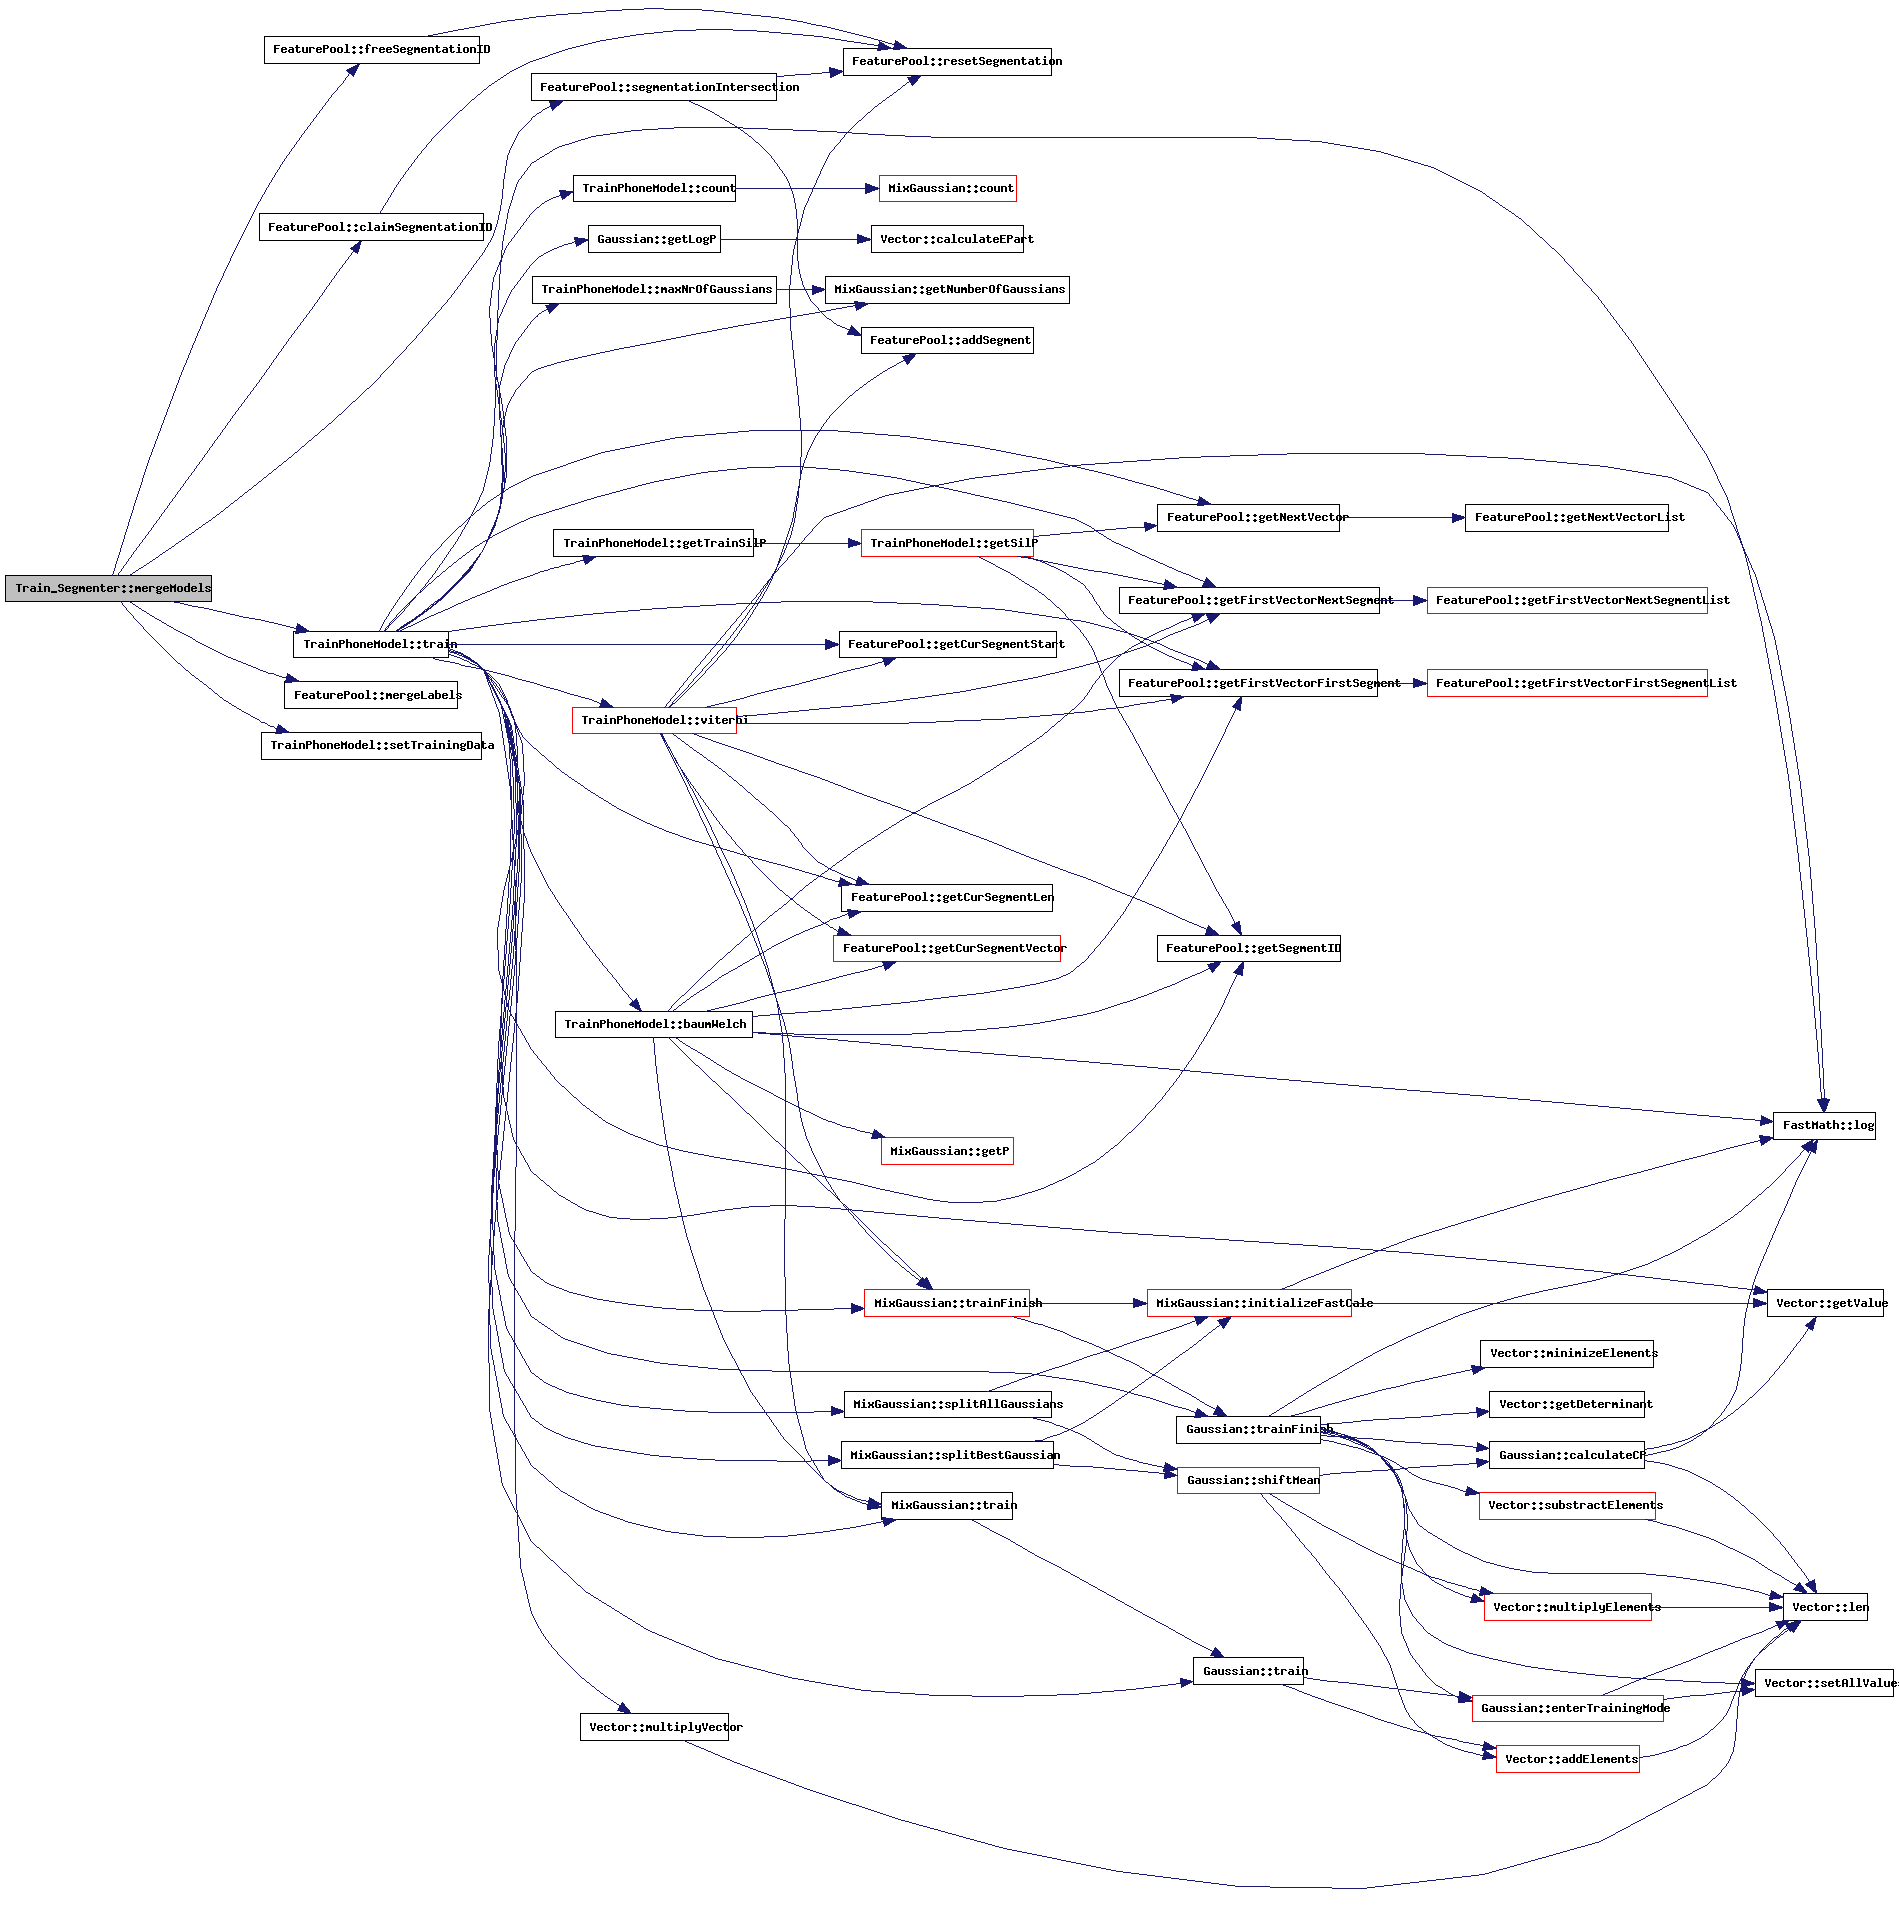 FeaturePool::freeSegmentationID
FeaturePool::resetSegmentation
FeaturePool::segmentationIntersection
TrainPhoneModel::count
MixGaussian::count
FeaturePool::claimSegmentationID
Gaussian::getLogP
Vector::calculateEPart
TrainPhoneModel::maxNrOfGaussians
MixGaussian::getNumberOfGaussians
FeaturePool::addSegment
FeaturePool::getNextVector
FeaturePool::getNextVectorList
TrainPhoneModel::getTrainSilP
TrainPhoneModel::getSilP
Train_Segmenter::mergeModels
FeaturePool::getFirstVectorNextSegment
FeaturePool::getFirstVectorNextSegmentList
TrainPhoneModel::train
FeaturePool::getCurSegmentStart
FeaturePool::getFirstVectorFirstSegment
FeaturePool::getFirstVectorFirstSegmentList
FeaturePool::mergeLabels
TrainPhoneModel::viterbi
TrainPhoneModel::setTrainingData
FeaturePool::getCurSegmentLen
FeaturePool::getCurSegmentVector
FeaturePool::getSegmentID
TrainPhoneModel::baumWelch
FastMath::log
MixGaussian::getP
MixGaussian::trainFinish
MixGaussian::initializeFastCalc
Vector::getValue
Vector::minimizeElements
MixGaussian::splitAllGaussians
Vector::getDeterminant
Gaussian::trainFinish
MixGaussian::splitBestGaussian
Gaussian::calculateCP
Gaussian::shiftMean
MixGaussian::train
Vector::substractElements
Vector::multiplyElements
Vector::len
Gaussian::train
Vector::setAllValues
Gaussian::enterTrainingMode
Vector::multiplyVector
Vector::addElements